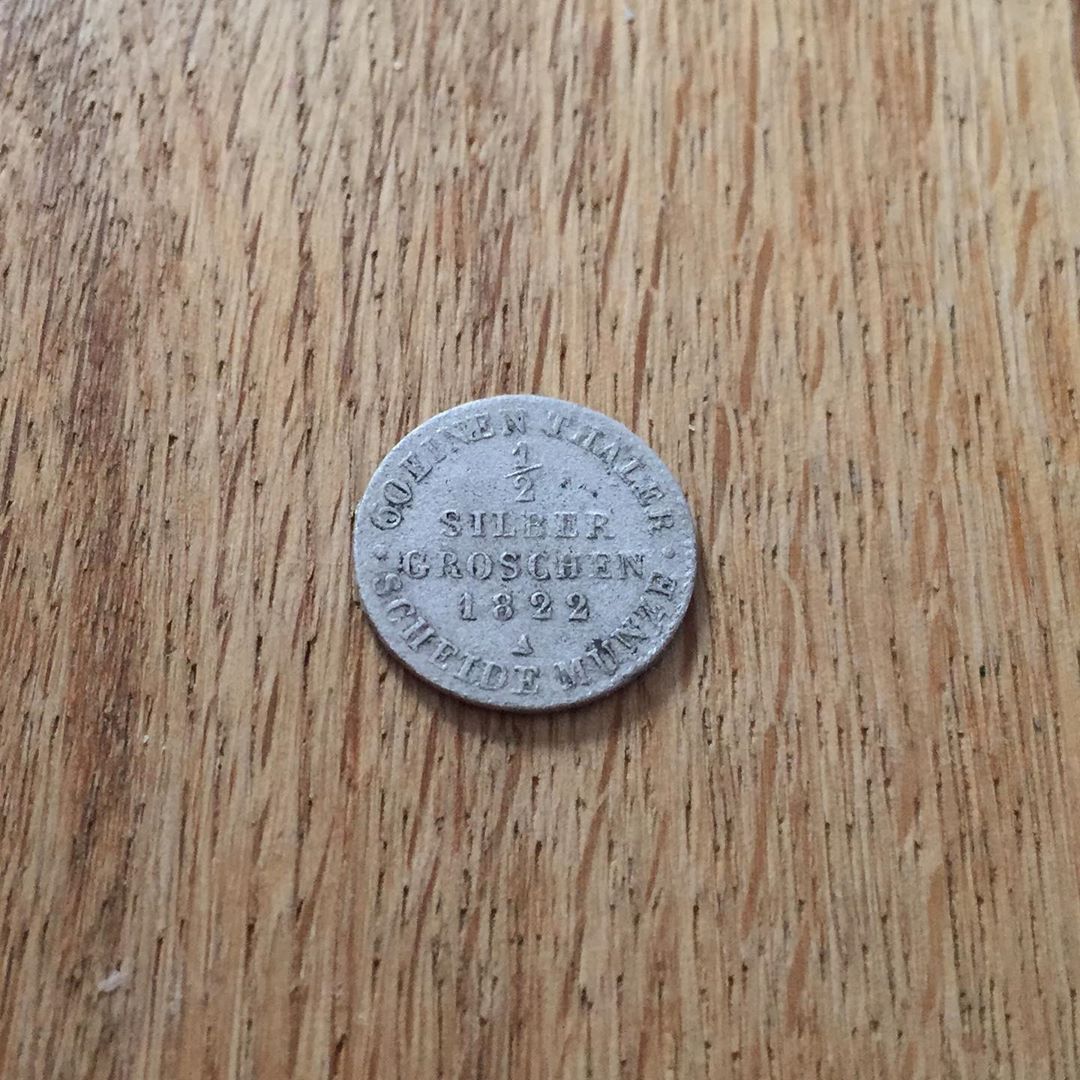 60 EINEN THALER
1/2
SILBER
GROSCHEN
1822
A
SCHEIDE MÜNZE